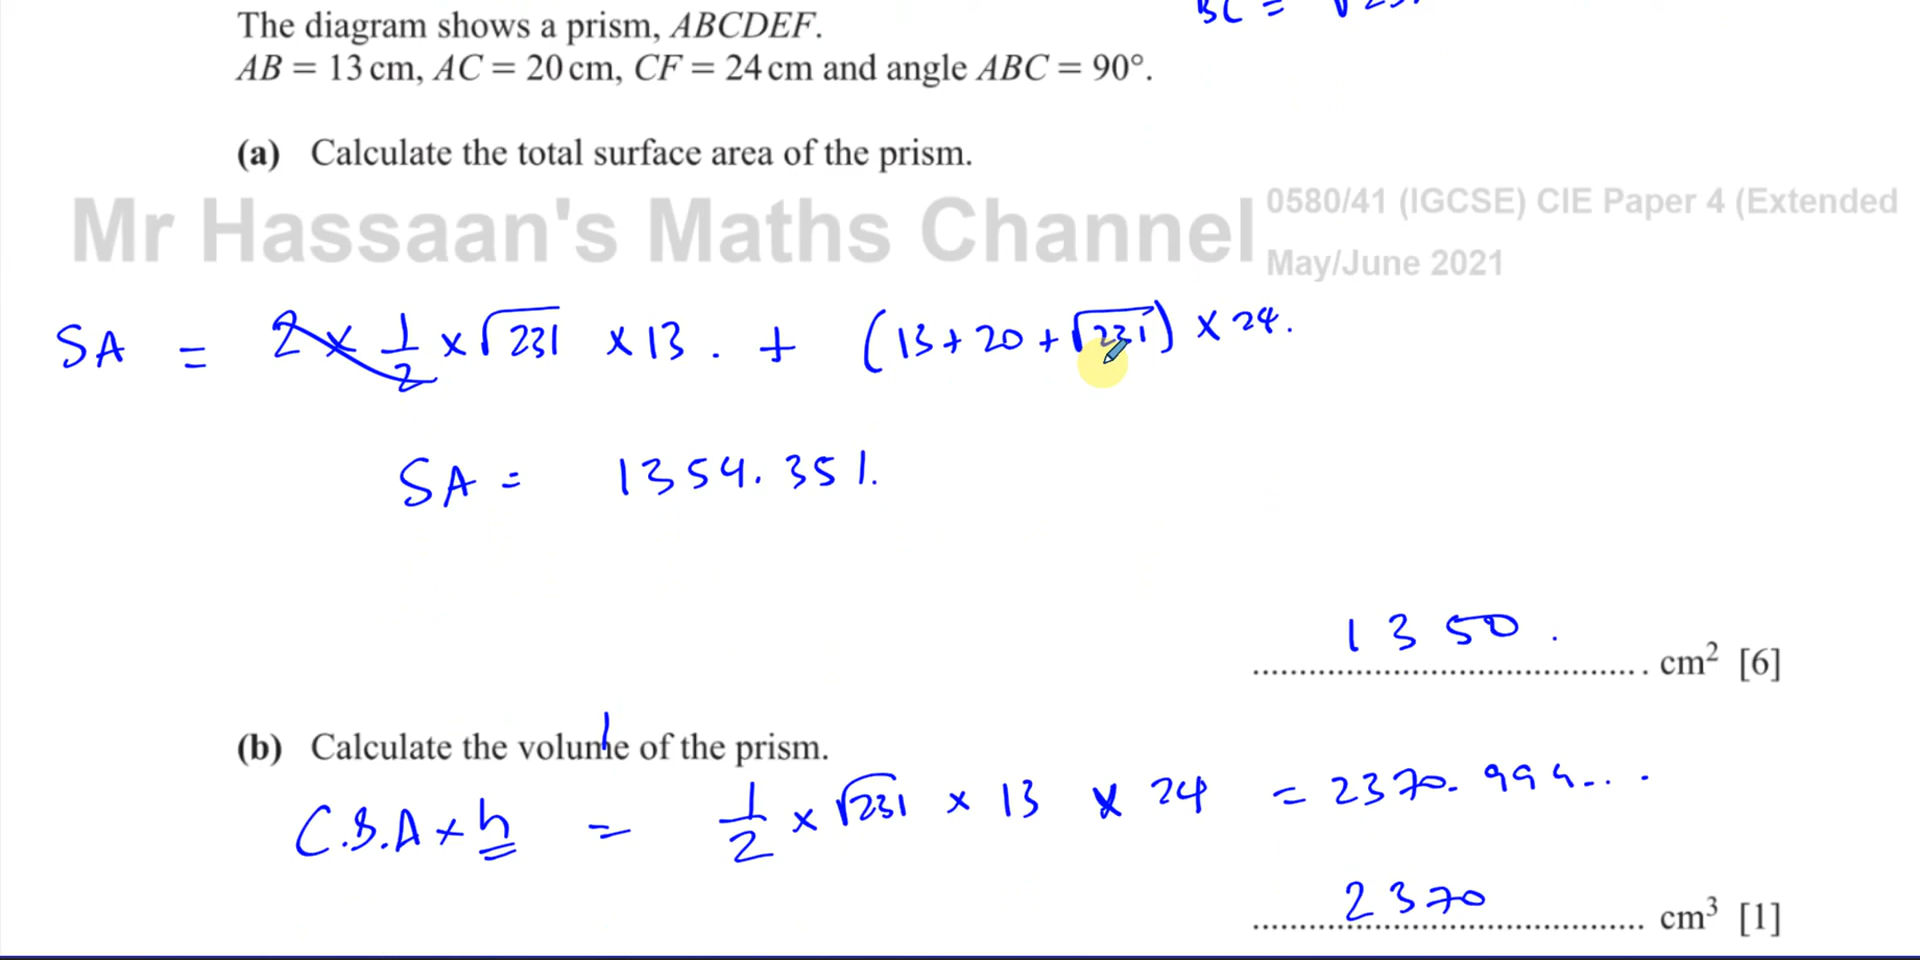 BC = √231
The diagram shows a prism, ABCDEF.
AB = 13 cm, AC = 20 cm, CF = 24 cm and angle ABC = 90°.
(a) Calculate the total surface area of the prism.
Mr Hassaan's Maths Channel
0580/41 (IGCSE) CIE Paper 4 (Extended
May/June 2021
SA = 2 × 1/2 × √231 × 13 . + (13 + 20 + √231) × 24.
SA = 1354.351.
1350.
cm² [6]
(b) Calculate the volume of the prism.
C.S.A × h = 1/2 × √231 × 13 × 24 = 2370.999...
2370
cm³ [1]